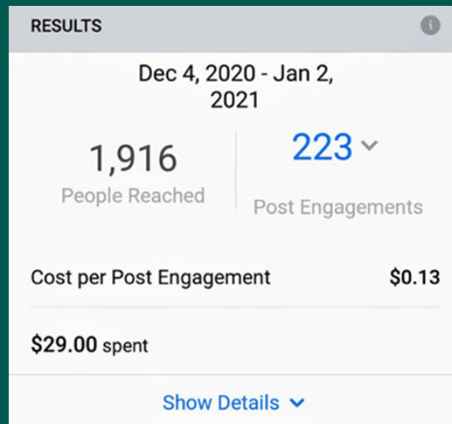 RESULTS
Dec 4, 2020 - Jan 2,
2021
1,916
People Reached
223
Post Engagements
Cost per Post Engagement $0.13
$29.00 spent
Show Details